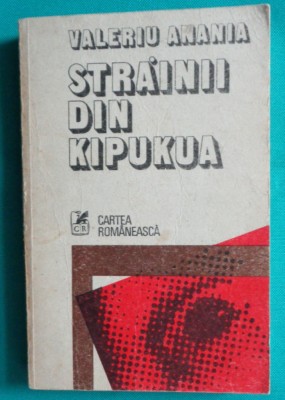 VALERIU ANANIA
STRĂINII
DIN
KIPUKUA
CARTEA
ROMÂNEASCĂ
CR